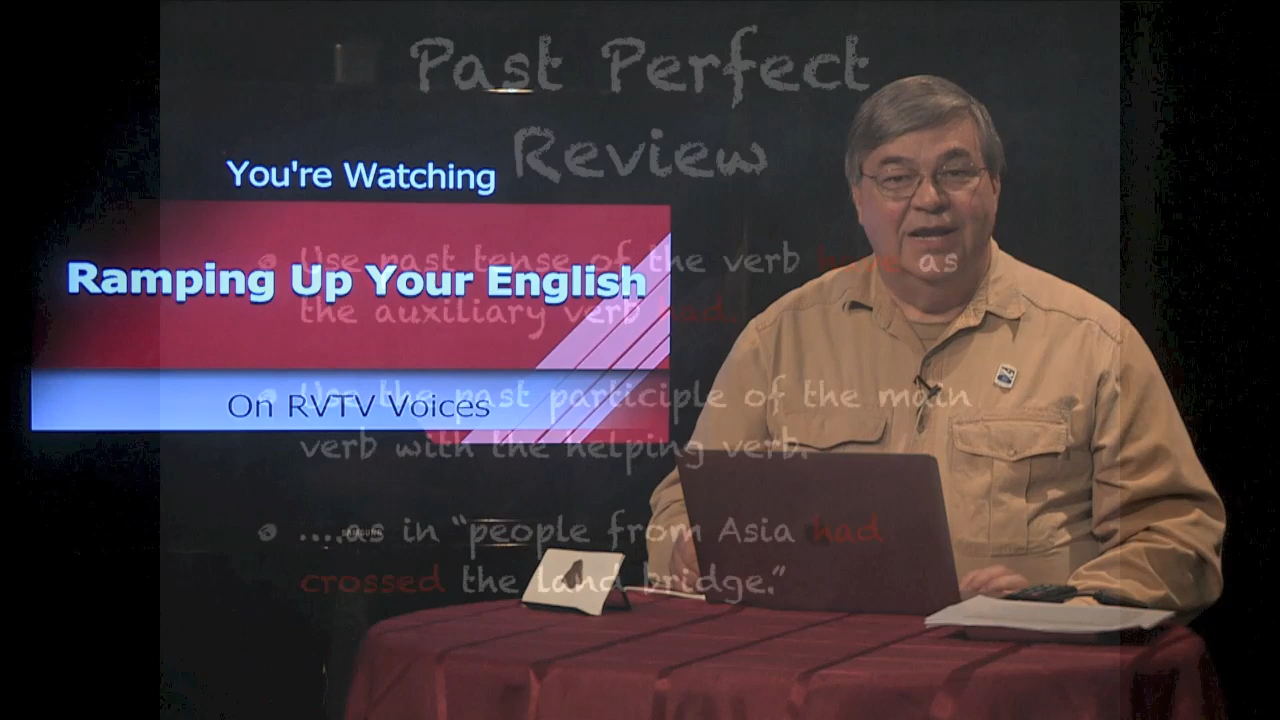 Past Perfect
Review
You're Watching
Ramping Up Your English
On RVTV Voices
• Use past tense of the verb have as
the auxiliary verb had.
• Use the past participle of the main
verb with the helping verb.
• ....as in “people from Asia had
crossed the land bridge.”
SAMSUNG